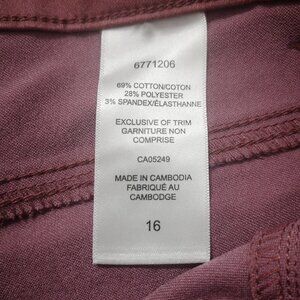 6771206
69% COTTON/COTON
28% POLYESTER
3% SPANDEX/ÉLASTHANNE
EXCLUSIVE OF TRIM
GARNITURE NON
COMPRISE
CA05249
MADE IN CAMBODIA
FABRIQUÉ AU
CAMBODGE
16